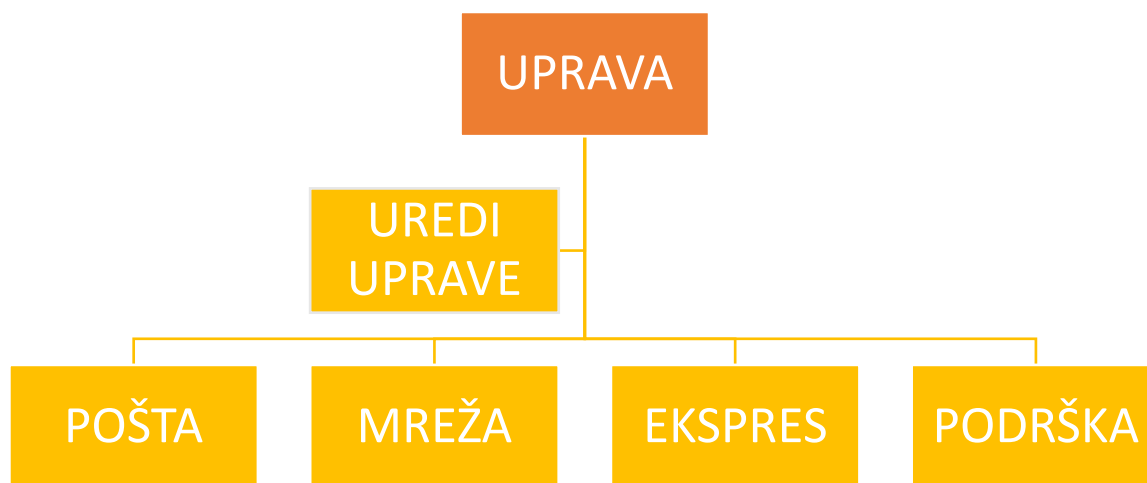 UPRAVA
UREDI
UPRAVE
POŠTA
MREŽA
EKSPRES
PODRŠKA